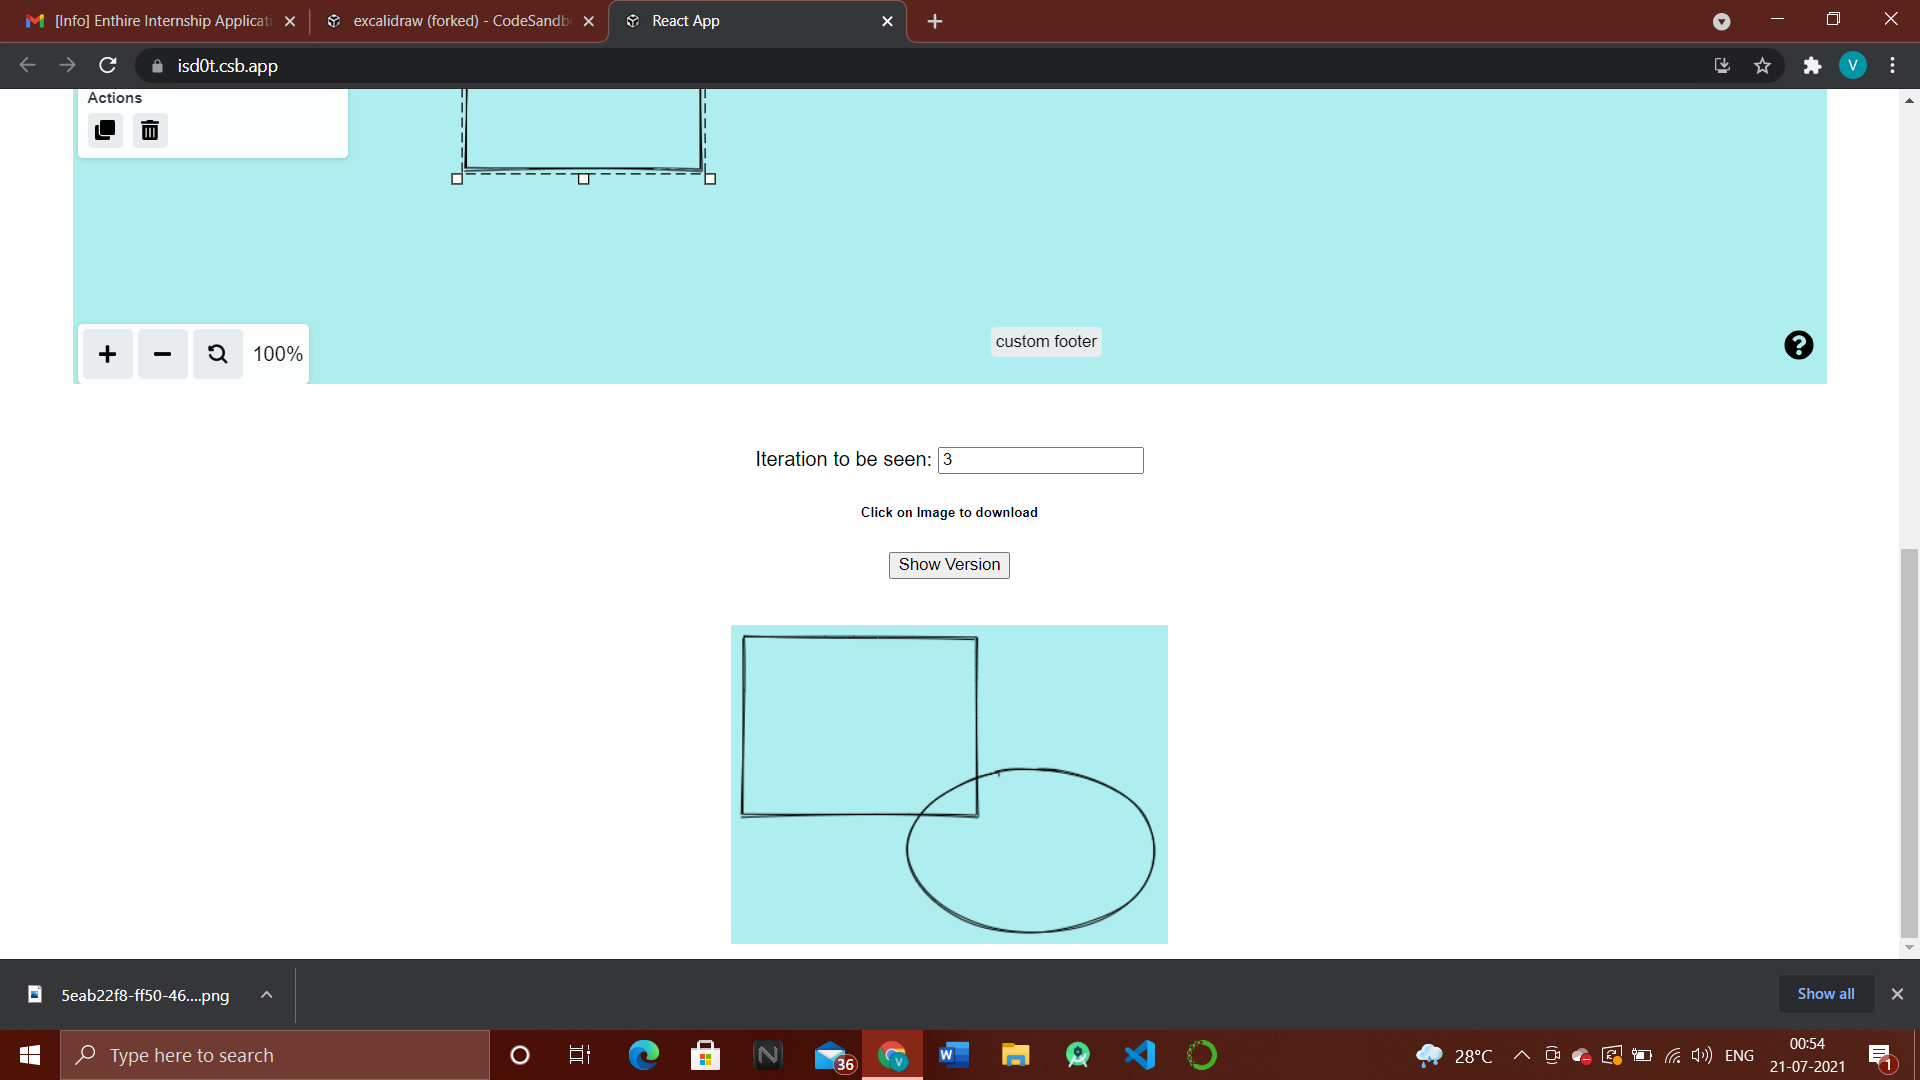 [Info] Enthire Internship Applicati
excalidraw (forked) - CodeSandb
React App
isd0t.csb.app
V
Actions
100%
custom footer
Iteration to be seen: 3
Click on Image to download
Show Version
5eab22f8-ff50-46....png
Show all
Type here to search
36
V
28°C
ENG
00:54
21-07-2021
1